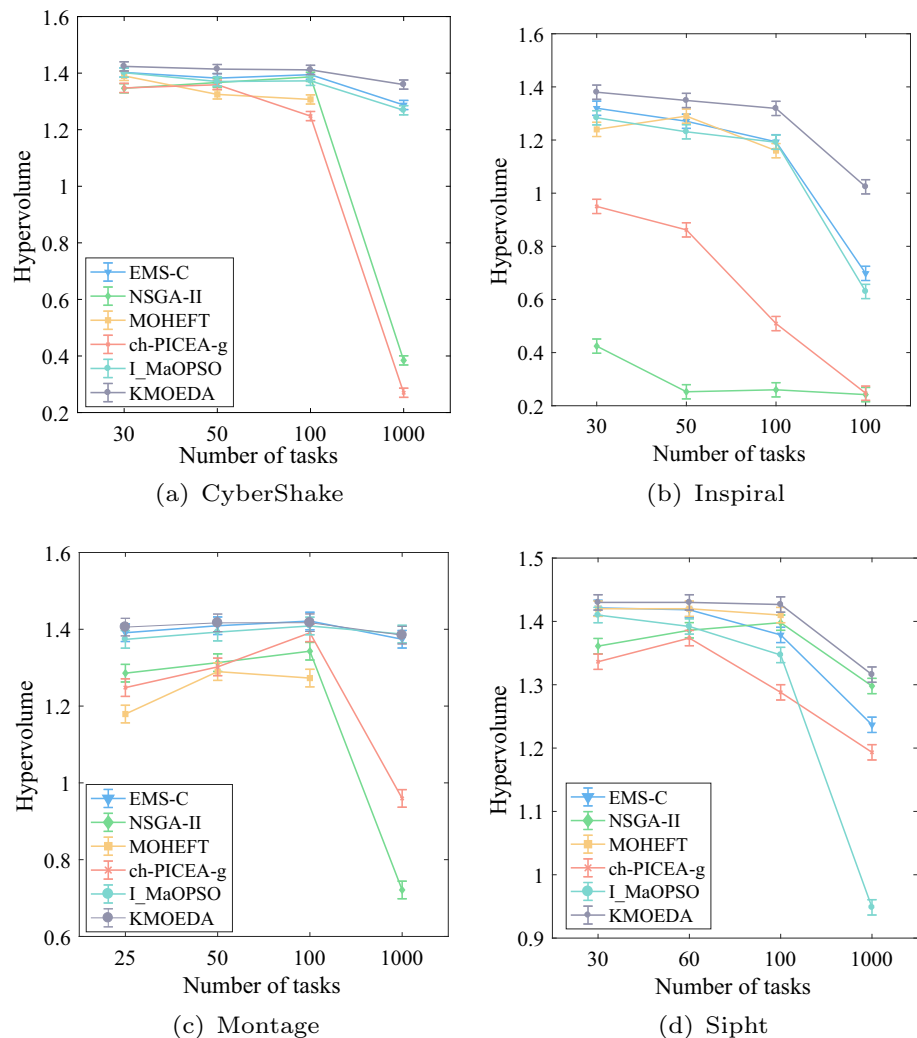 1.6
1.4
1.2
1
0.8
0.6
0.4
0.2
Hypervolume
EMS-C
NSGA-II
MOHEFT
ch-PICEA-g
I_MaOPSO
KMOEDA
30 50 100 1000
Number of tasks
(a) CyberShake
1.6
1.4
1.2
1
0.8
0.6
0.4
0.2
Hypervolume
30 50 100 100
Number of tasks
(b) Inspiral
1.6
1.4
1.2
1
0.8
0.6
Hypervolume
EMS-C
NSGA-II
MOHEFT
ch-PICEA-g
I_MaOPSO
KMOEDA
25 50 100 1000
Number of tasks
(c) Montage
1.5
1.4
1.3
1.2
1.1
1
0.9
Hypervolume
EMS-C
NSGA-II
MOHEFT
ch-PICEA-g
I_MaOPSO
KMOEDA
30 60 100 1000
Number of tasks
(d) Sipht